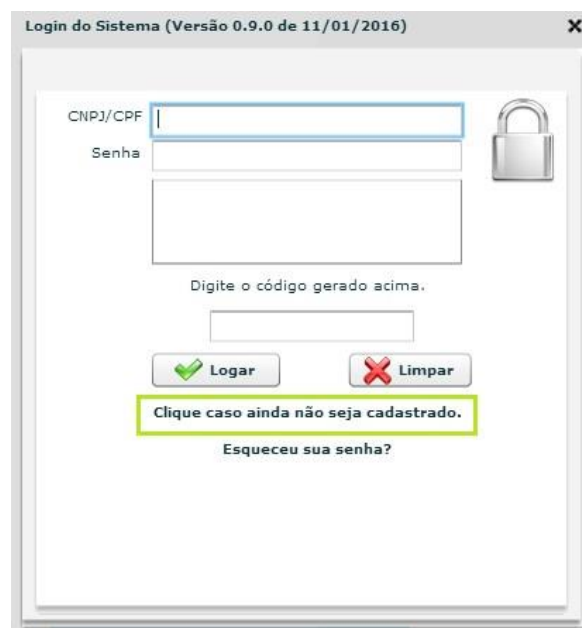 Login do Sistema (Versão 0.9.0 de 11/01/2016)
CNPJ/CPF
Senha
Digite o código gerado acima.
Logar Limpar
Clique caso ainda não seja cadastrado.
Esqueceu sua senha?